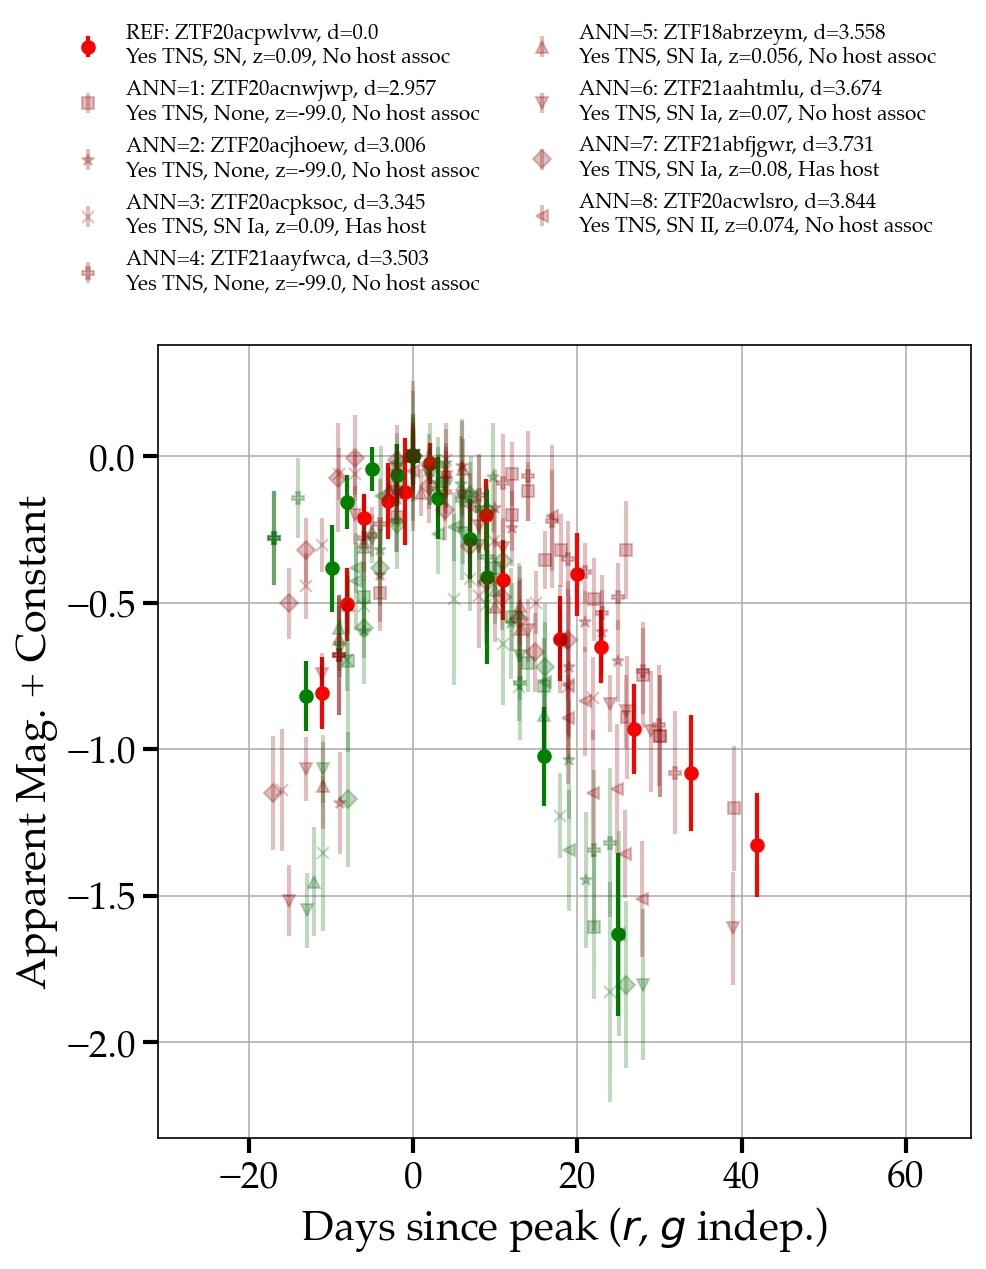 REF: ZTF20acpwlvw, d=0.0
Yes TNS, SN, z=0.09, No host assoc
ANN=1: ZTF20acnwjwp, d=2.957
Yes TNS, None, z=-99.0, No host assoc
ANN=2: ZTF20acjhoew, d=3.006
Yes TNS, None, z=-99.0, No host assoc
ANN=3: ZTF20acpksoc, d=3.345
Yes TNS, SN Ia, z=0.09, Has host
ANN=4: ZTF21aayfwca, d=3.503
Yes TNS, None, z=-99.0, No host assoc
ANN=5: ZTF18abrzeym, d=3.558
Yes TNS, SN Ia, z=0.056, No host assoc
ANN=6: ZTF21aahtmlu, d=3.674
Yes TNS, SN Ia, z=0.07, No host assoc
ANN=7: ZTF21abfjgwr, d=3.731
Yes TNS, SN Ia, z=0.08, Has host
ANN=8: ZTF20acwlsro, d=3.844
Yes TNS, SN II, z=0.074, No host assoc
Apparent Mag. + Constant
0.0
−0.5
−1.0
−1.5
−2.0
−20 0 20 40 60
Days since peak (r, g indep.)